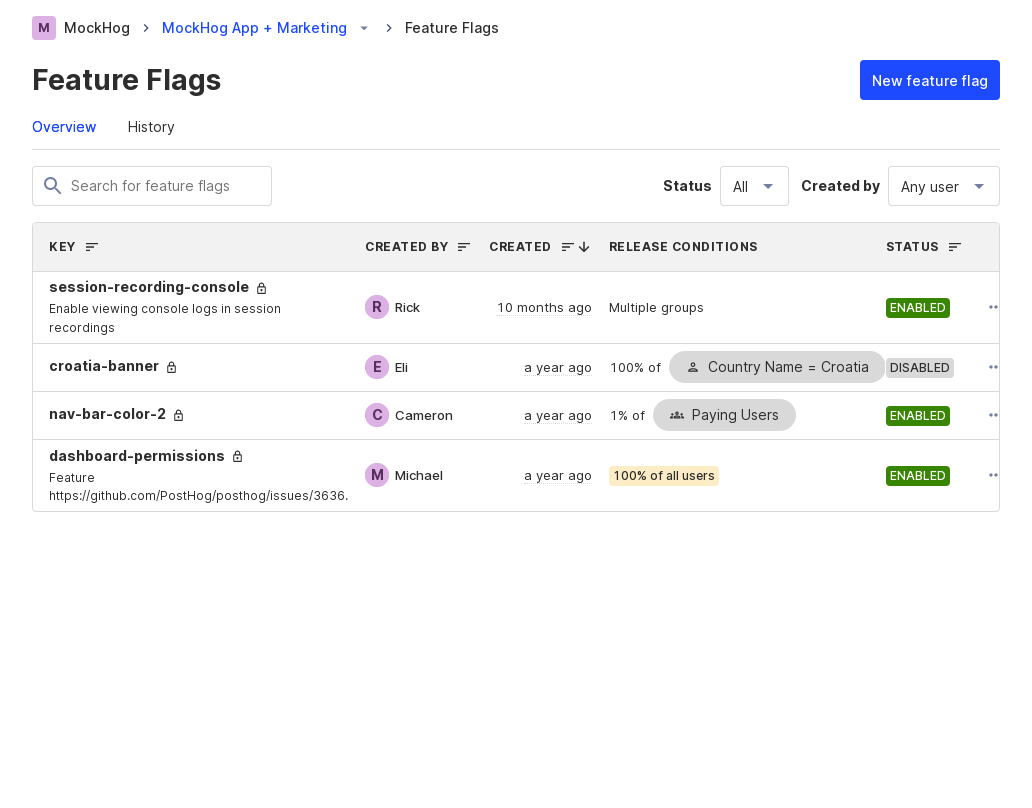 M MockHog MockHog App + Marketing Feature Flags
Feature Flags
New feature flag
Overview History
Search for feature flags
Status All Created by Any user
KEY CREATED BY CREATED RELEASE CONDITIONS STATUS
session-recording-console
Enable viewing console logs in session
recordings
R Rick 10 months ago Multiple groups ENABLED
croatia-banner E Eli a year ago 100% of Country Name = Croatia DISABLED
nav-bar-color-2 C Cameron a year ago 1% of Paying Users ENABLED
dashboard-permissions
Feature
https://github.com/PostHog/posthog/issues/3636.
M Michael a year ago 100% of all users ENABLED